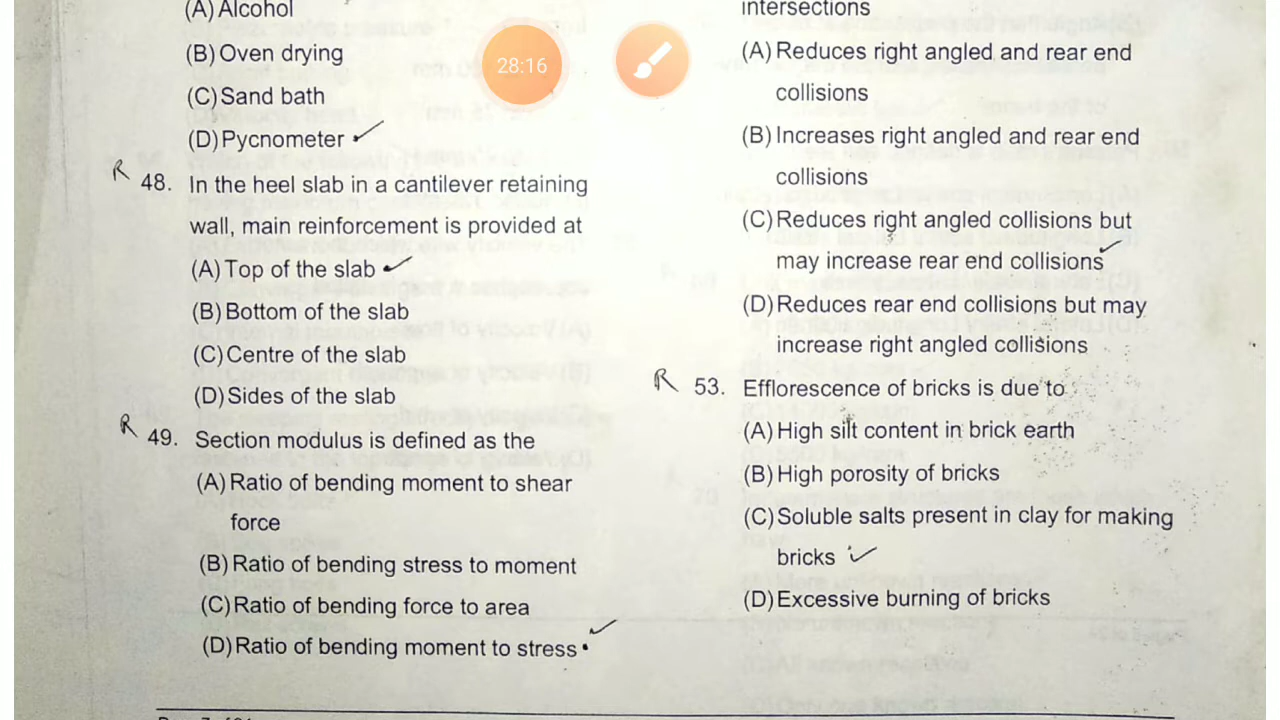 (A) Alcohol
(B) Oven drying
(C) Sand bath
(D) Pycnometer
R 48. In the heel slab in a cantilever retaining
wall, main reinforcement is provided at
(A) Top of the slab
(B) Bottom of the slab
(C) Centre of the slab
(D) Sides of the slab
R 49. Section modulus is defined as the
(A) Ratio of bending moment to shear
force
(B) Ratio of bending stress to moment
(C) Ratio of bending force to area
(D) Ratio of bending moment to stress
28:16
intersections
(A) Reduces right angled and rear end
collisions
(B) Increases right angled and rear end
collisions
(C) Reduces right angled collisions but
may increase rear end collisions
(D) Reduces rear end collisions but may
increase right angled collisions
R 53. Efflorescence of bricks is due to
(A) High silt content in brick earth
(B) High porosity of bricks
(C) Soluble salts present in clay for making
bricks
(D) Excessive burning of bricks